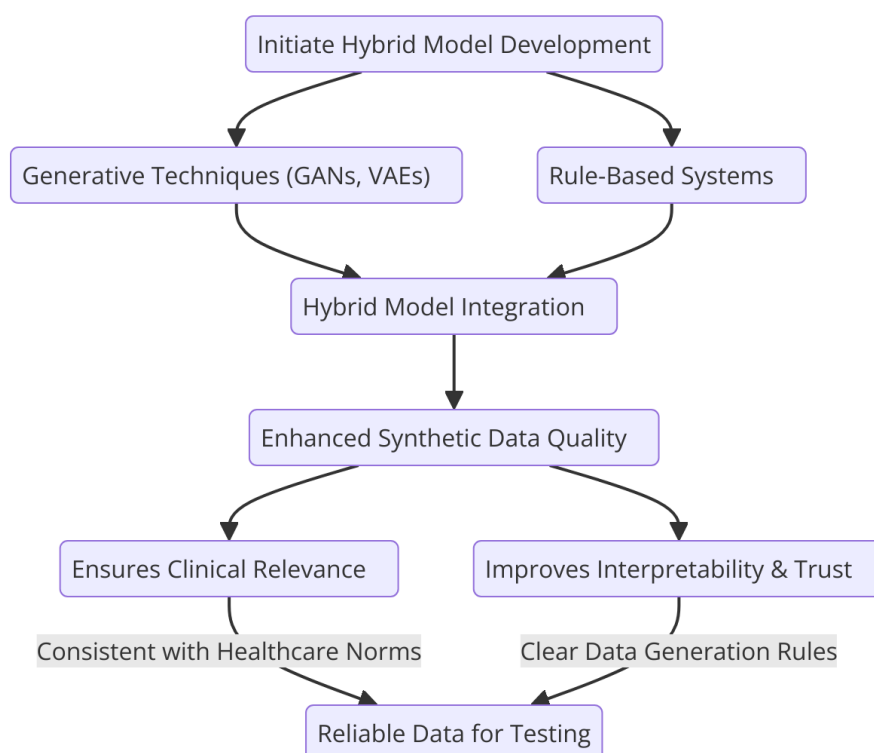 Initiate Hybrid Model Development
Generative Techniques (GANs, VAEs)
Rule-Based Systems
Hybrid Model Integration
Enhanced Synthetic Data Quality
Ensures Clinical Relevance
Improves Interpretability & Trust
Consistent with Healthcare Norms
Clear Data Generation Rules
Reliable Data for Testing